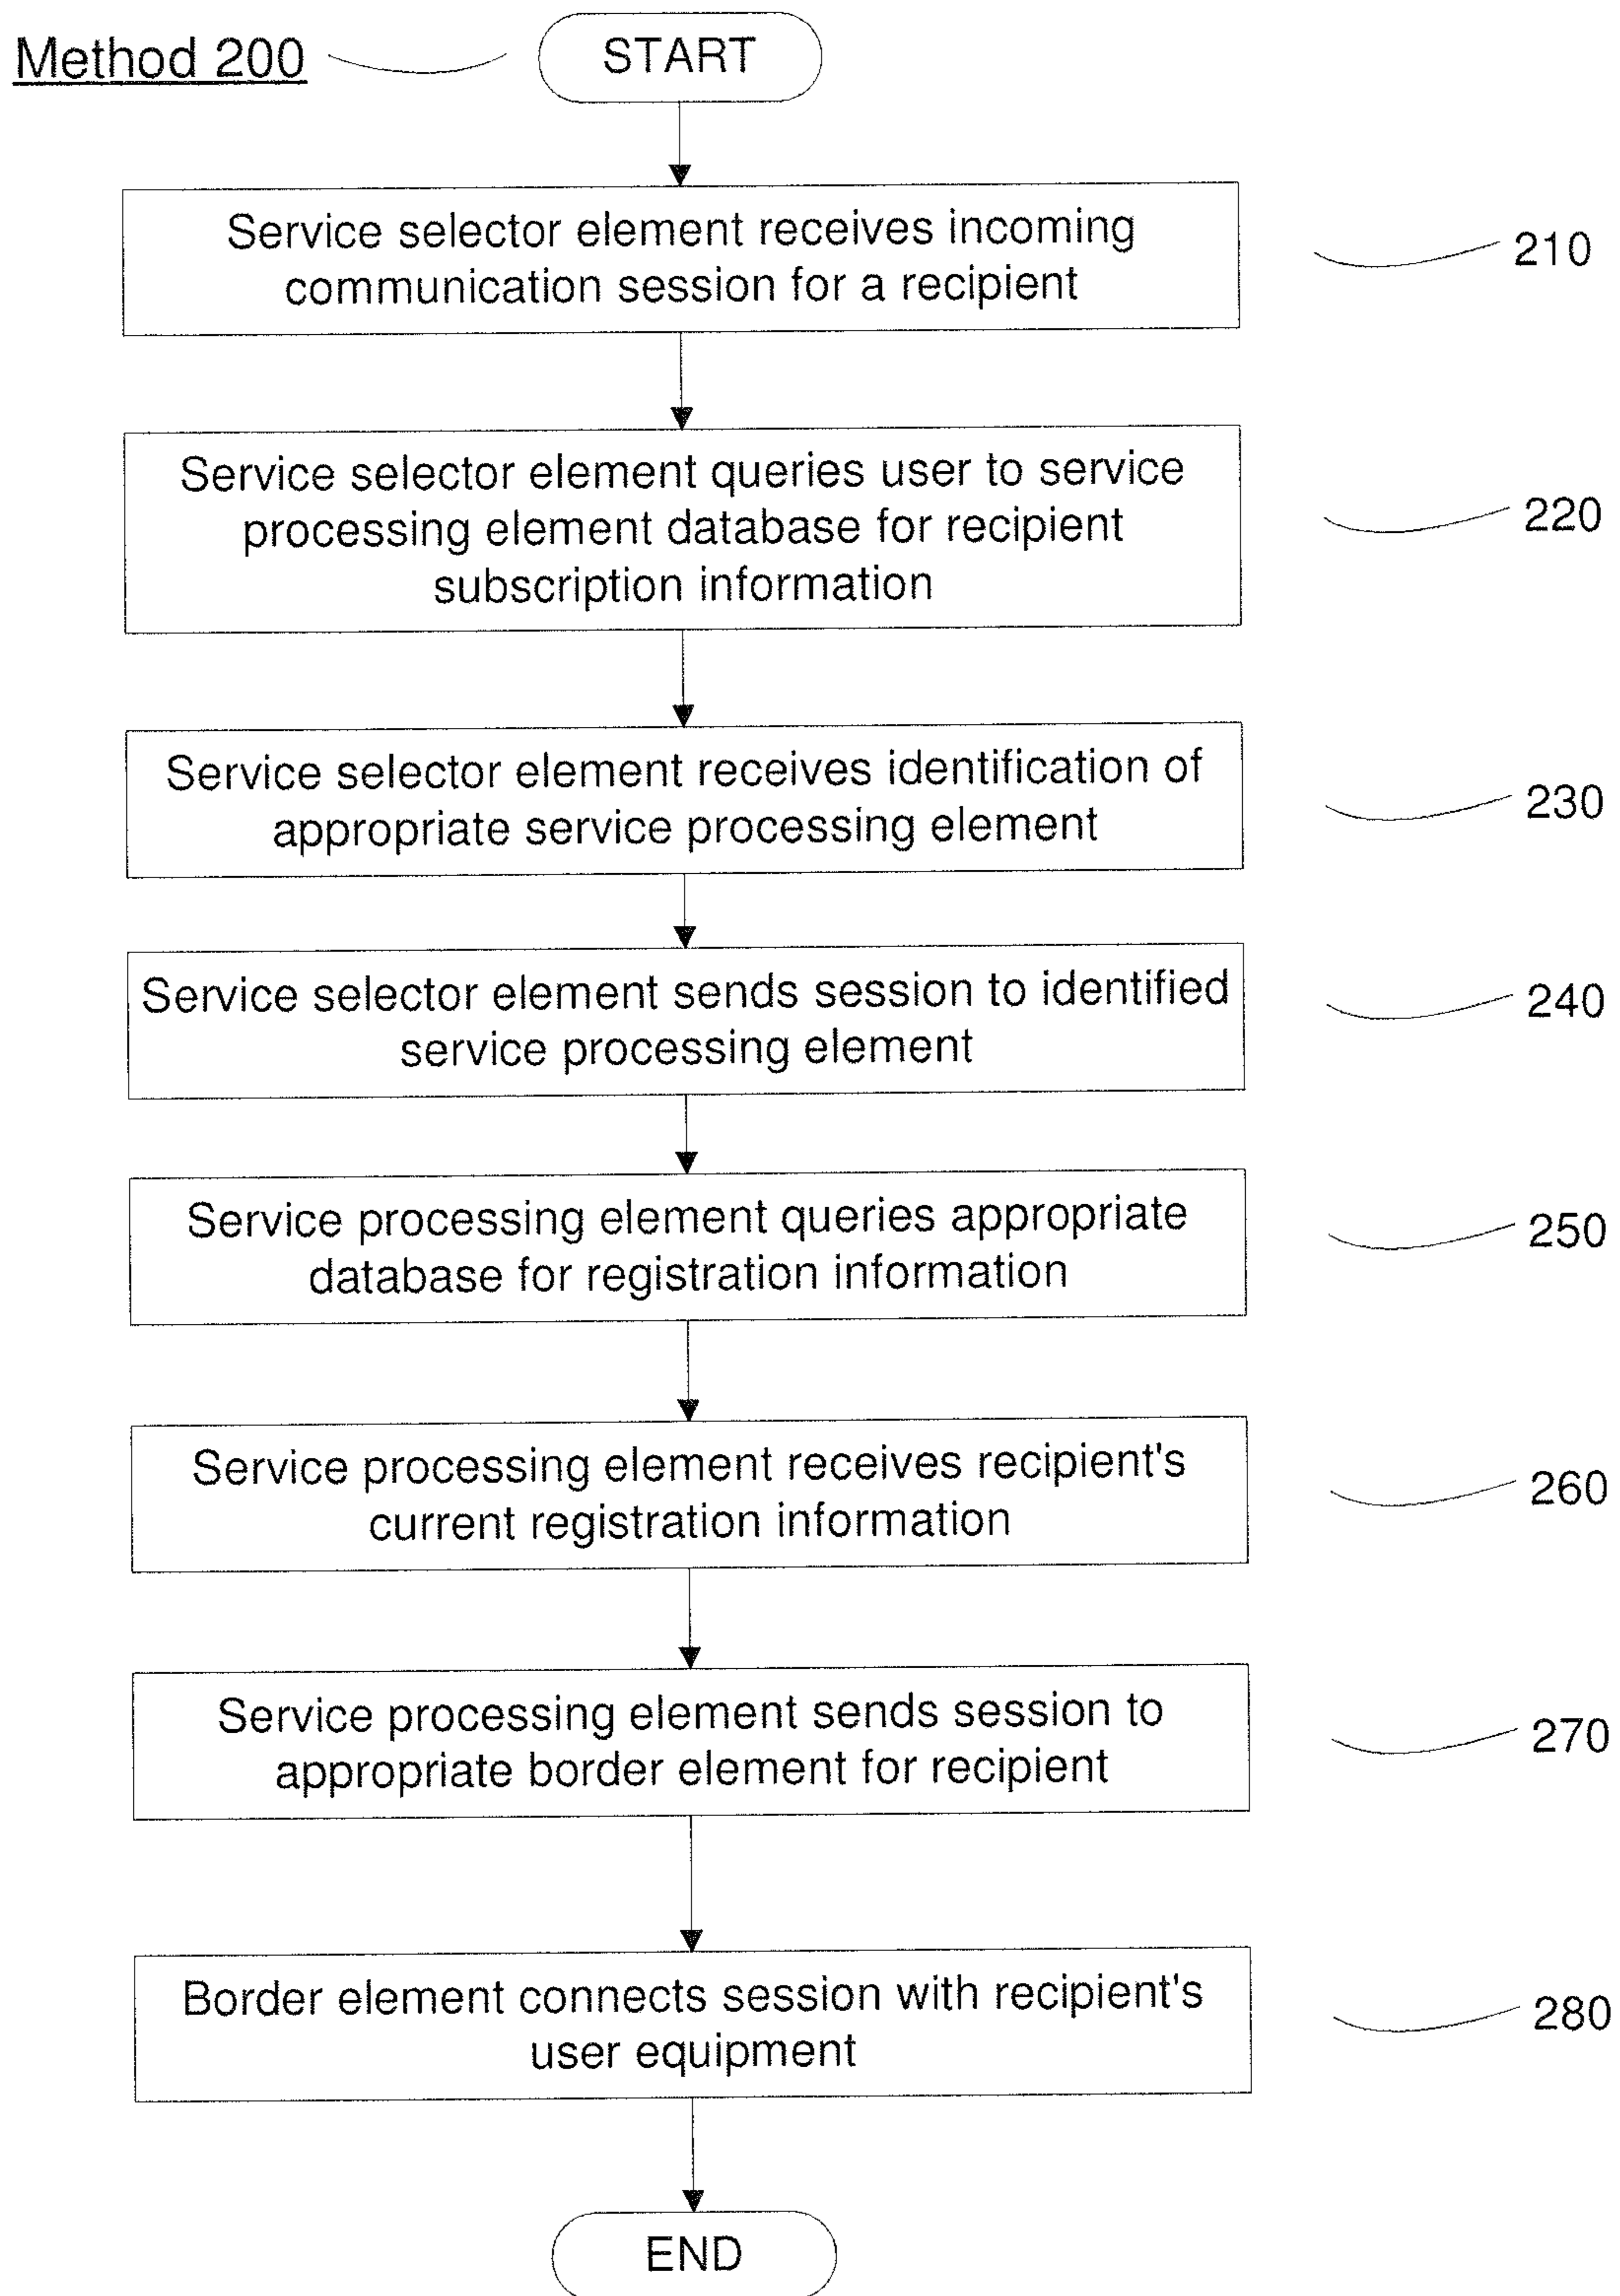 Method 200
START
Service selector element receives incoming
communication session for a recipient
210
Service selector element queries user to service
processing element database for recipient
subscription information
220
Service selector element receives identification of
appropriate service processing element
230
Service selector element sends session to identified
service processing element
240
Service processing element queries appropriate
database for registration information
250
Service processing element receives recipient's
current registration information
260
Service processing element sends session to
appropriate border element for recipient
270
Border element connects session with recipient's
user equipment
280
END